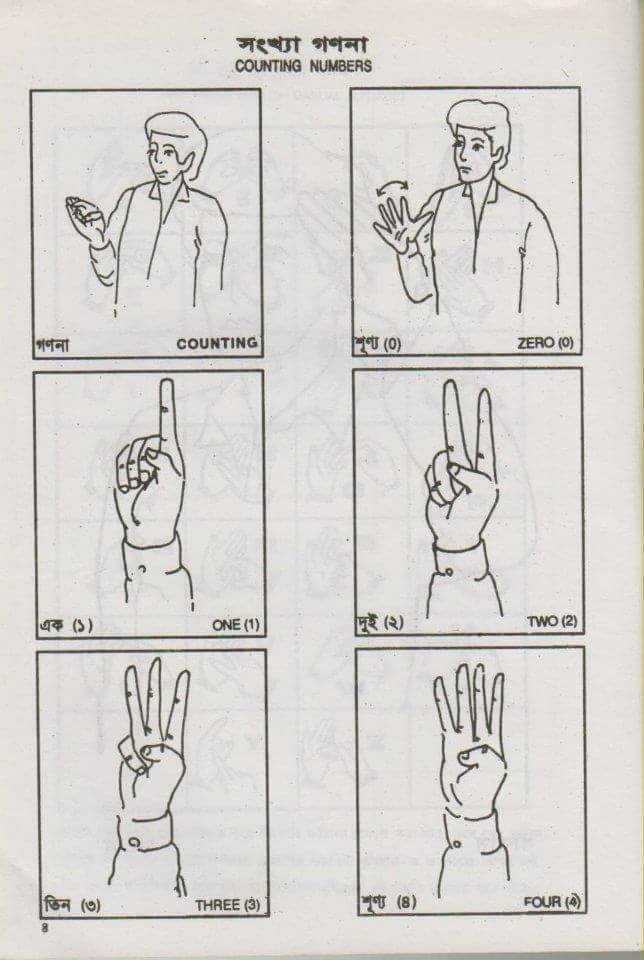 সংখ্যা গণনা
COUNTING NUMBERS
গণনা COUNTING
শূণ্য (0) ZERO (0)
এক (১) ONE (1)
দুই (২) TWO (2)
তিন (৩) THREE (3)
শূণ্য (৪) FOUR (4)
8